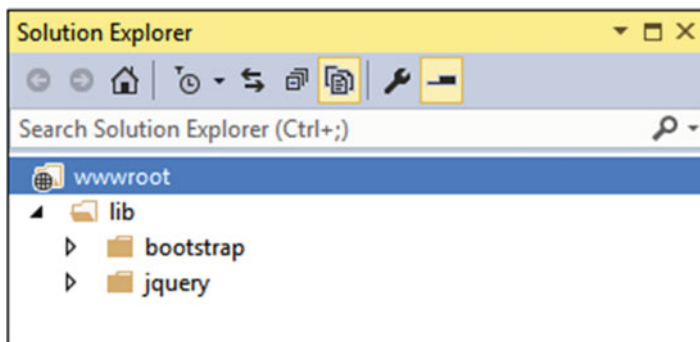 Solution Explorer
Search Solution Explorer (Ctrl+;)
wwwroot
lib
bootstrap
jquery